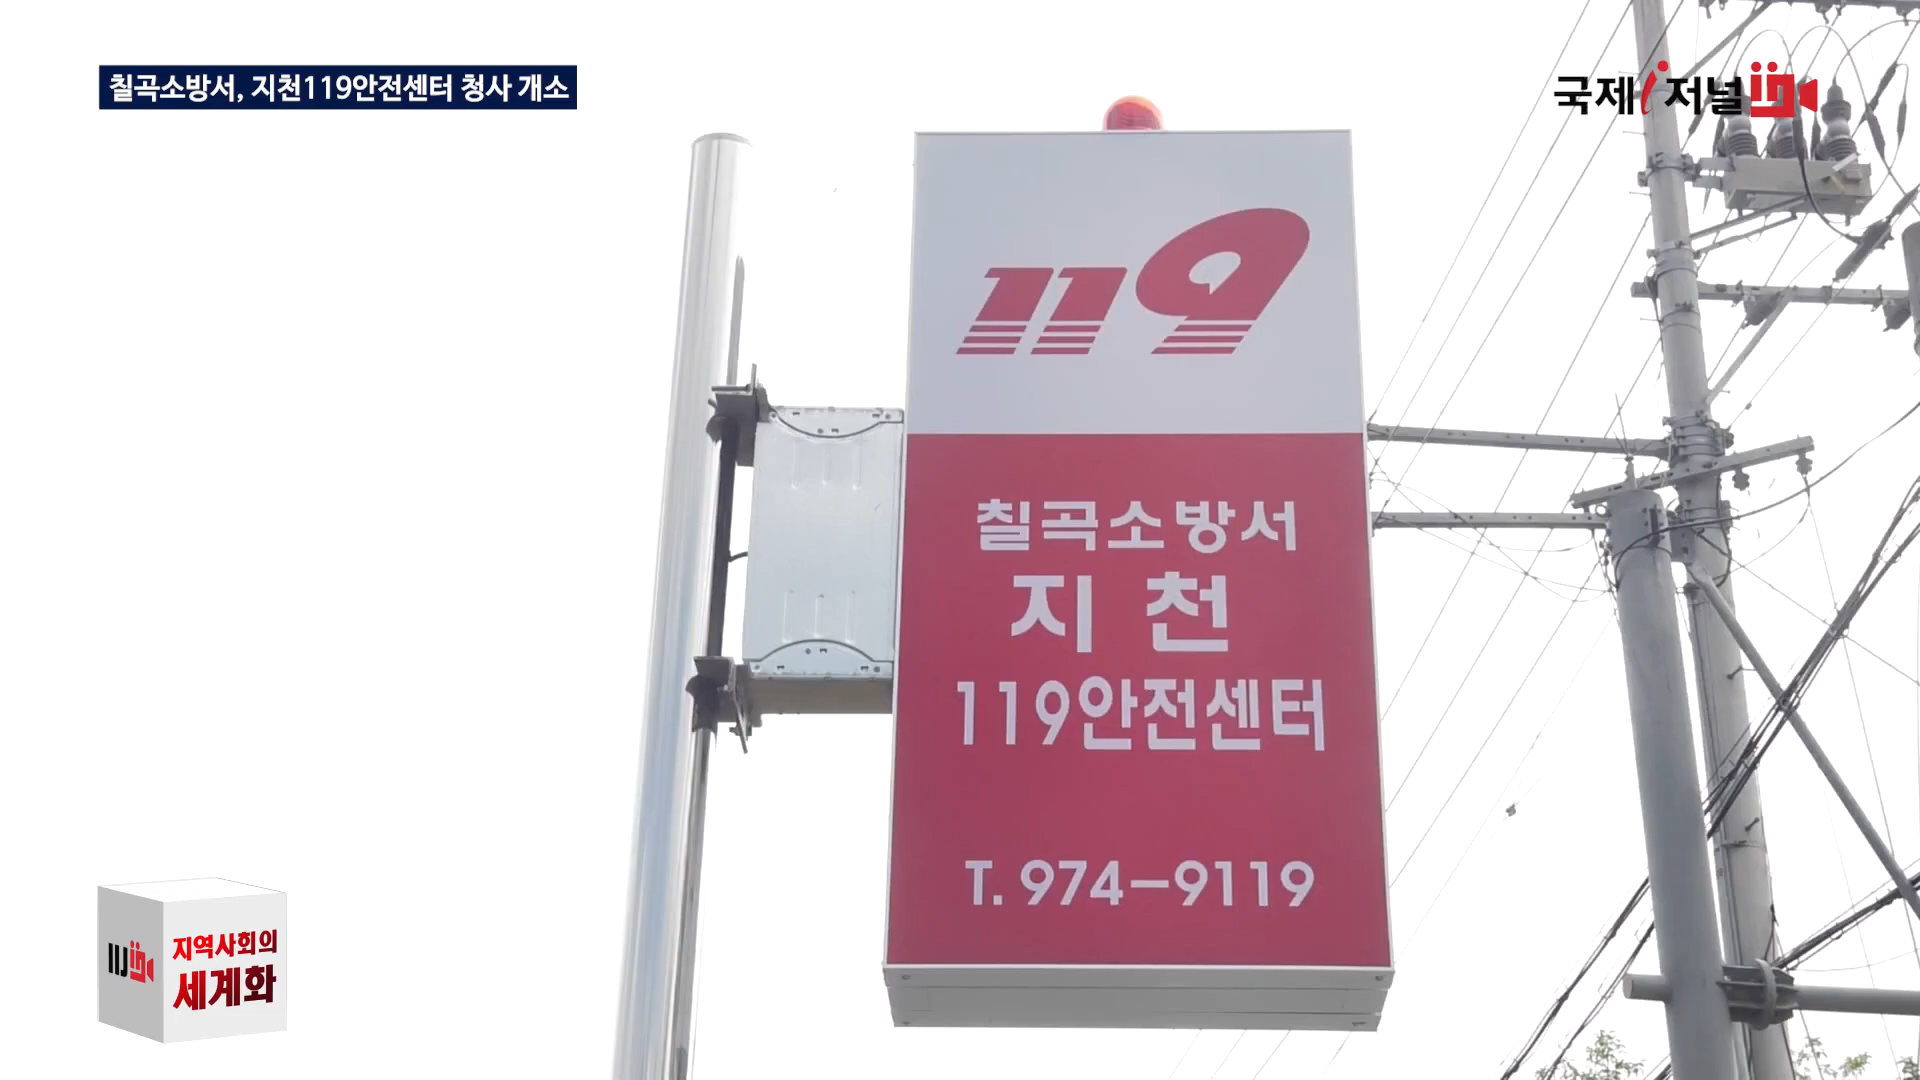 칠곡소방서, 지천119안전센터 청사 개소
국제i저널
119
칠곡소방서
지천
119안전센터
T. 974-9119
지역사회의
세계화